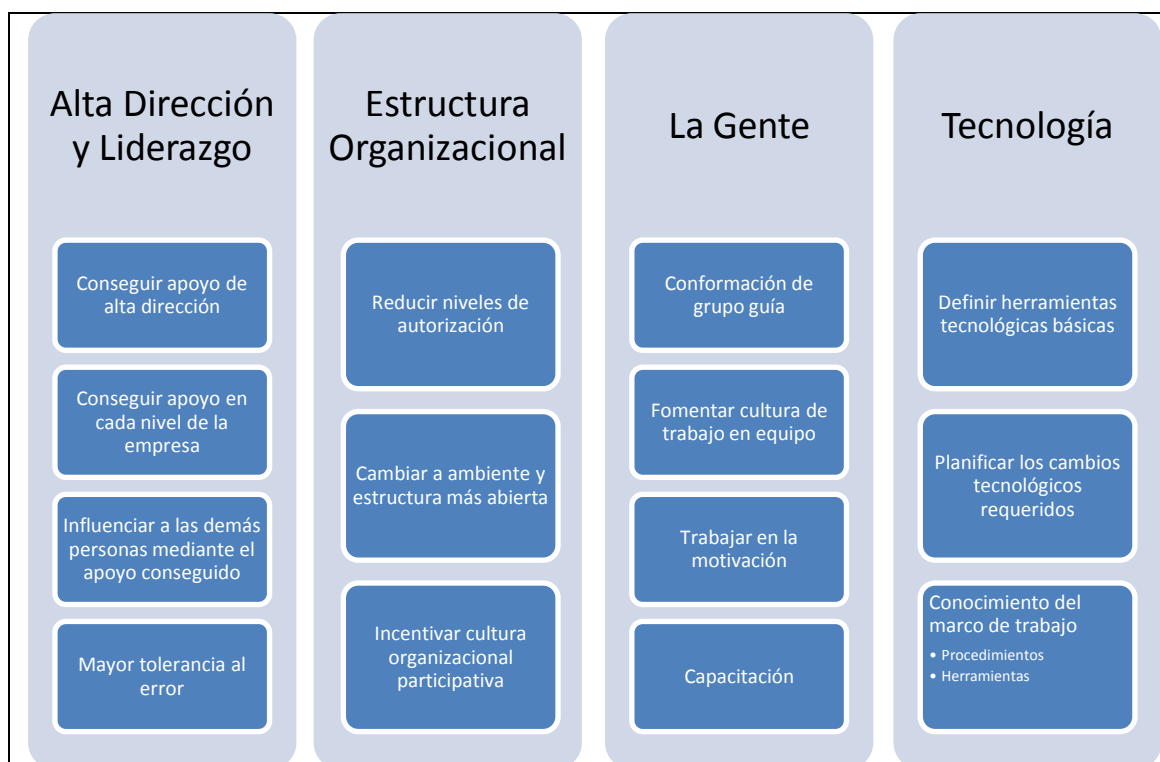 Alta Dirección
y Liderazgo
Conseguir apoyo de
alta dirección
Conseguir apoyo en
cada nivel de la
empresa
Influenciar a las demás
personas mediante el
apoyo conseguido
Mayor tolerancia al
error
Estructura
Organizacional
Reducir niveles de
autorización
Cambiar a ambiente y
estructura más abierta
Incentivar cultura
organizacional
participativa
La Gente
Conformación de
grupo guía
Fomentar cultura de
trabajo en equipo
Trabajar en la
motivación
Capacitación
Tecnología
Definir herramientas
tecnológicas básicas
Planificar los cambios
tecnológicos
requeridos
Conocimiento del
marco de trabajo
• Procedimientos
• Herramientas